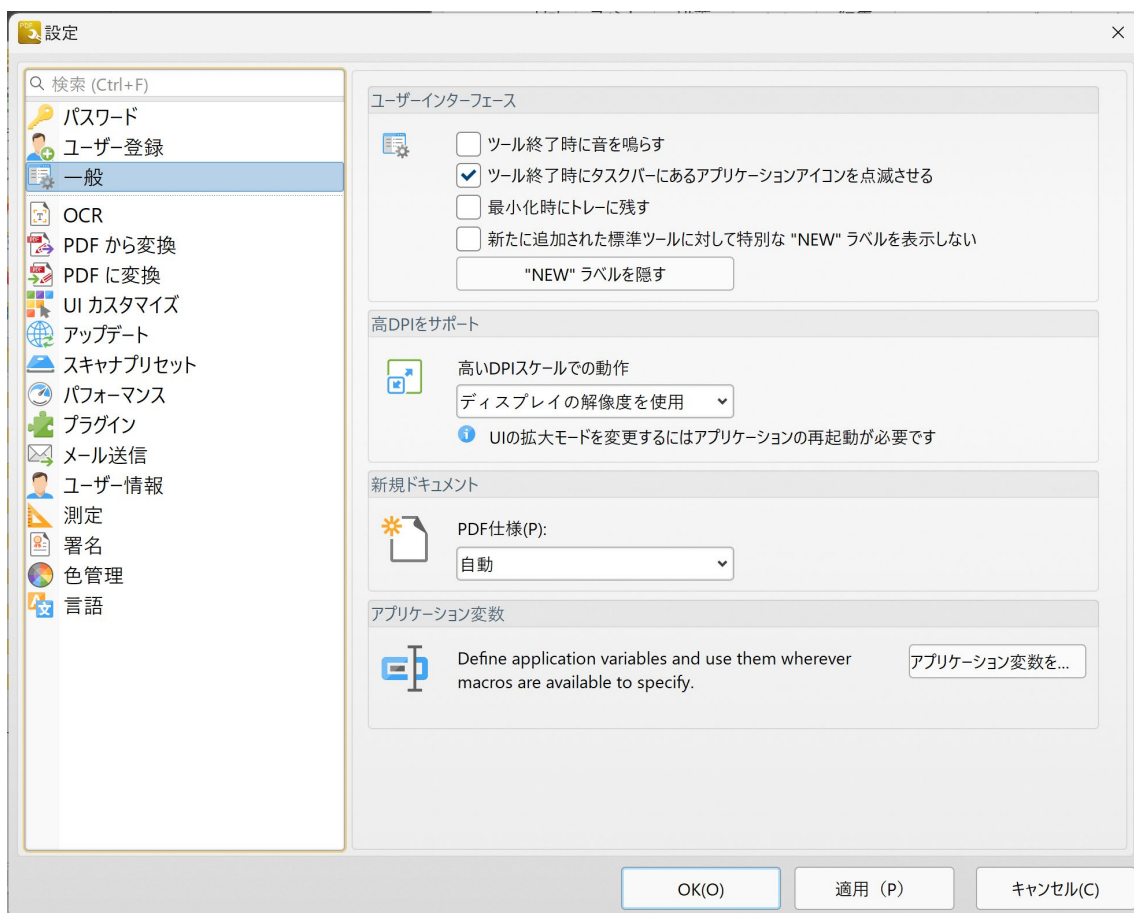 PDF
設定
検索 (Ctrl+F)
パスワード
ユーザー登録
一般
OCR
PDF から変換
PDF に変換
UI カスタマイズ
アップデート
スキャナプリセット
パフォーマンス
プラグイン
メール送信
ユーザー情報
測定
署名
色管理
言語
ユーザーインターフェース
ツール終了時に音を鳴らす
ツール終了時にタスクバーにあるアプリケーションアイコンを点滅させる
最小化時にトレーに残す
新たに追加された標準ツールに対して特別な "NEW" ラベルを表示しない
"NEW" ラベルを隠す
高DPIをサポート
高いDPIスケールでの動作
ディスプレイの解像度を使用
UIの拡大モードを変更するにはアプリケーションの再起動が必要です
新規ドキュメント
PDF仕様(P):
自動
アプリケーション変数
Define application variables and use them wherever
macros are available to specify.
アプリケーション変数を...
OK(O)
適用（P）
キャンセル(C)